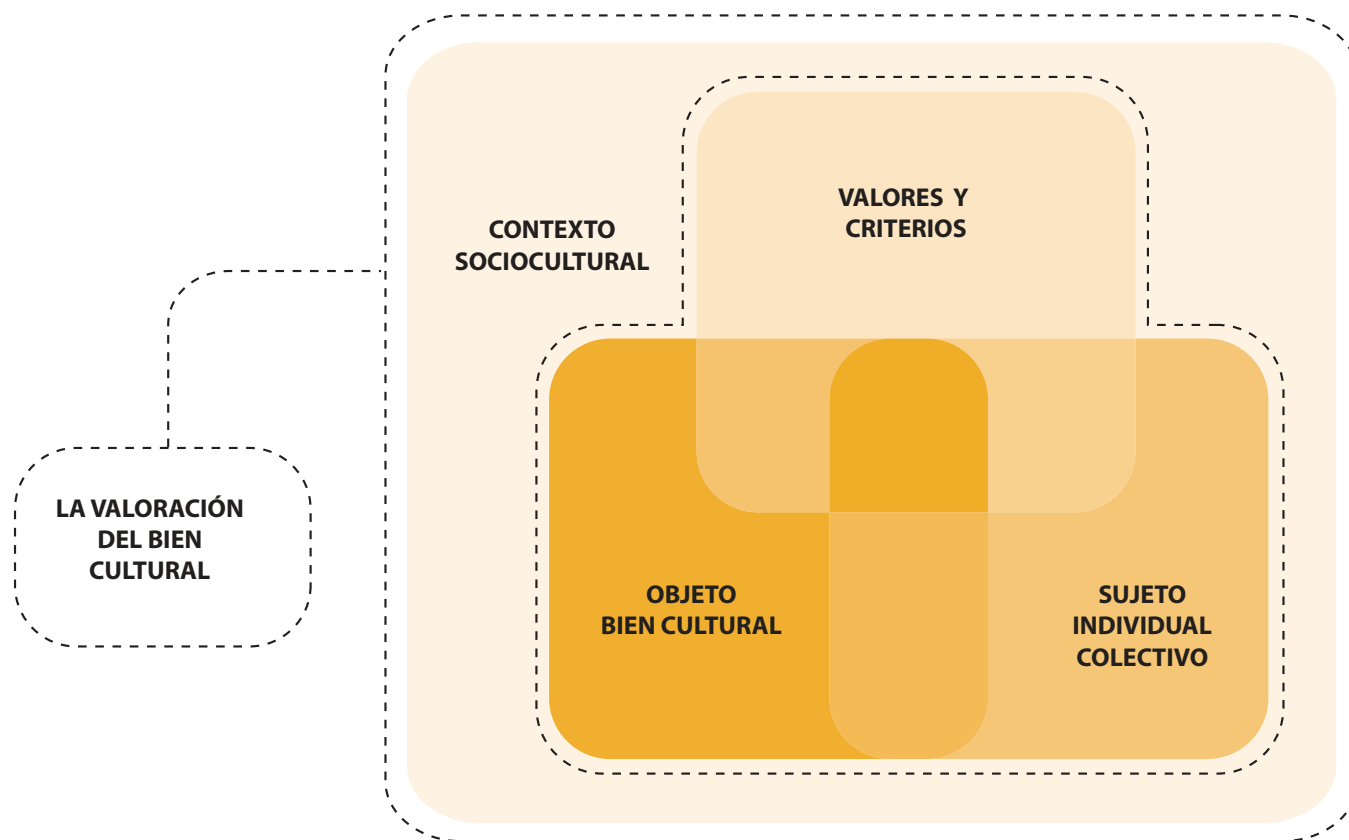 VALORES Y
CRITERIOS
CONTEXTO
SOCIOCULTURAL
LA VALORACIÓN
DEL BIEN
CULTURAL
OBJETO
BIEN CULTURAL
SUJETO
INDIVIDUAL
COLECTIVO